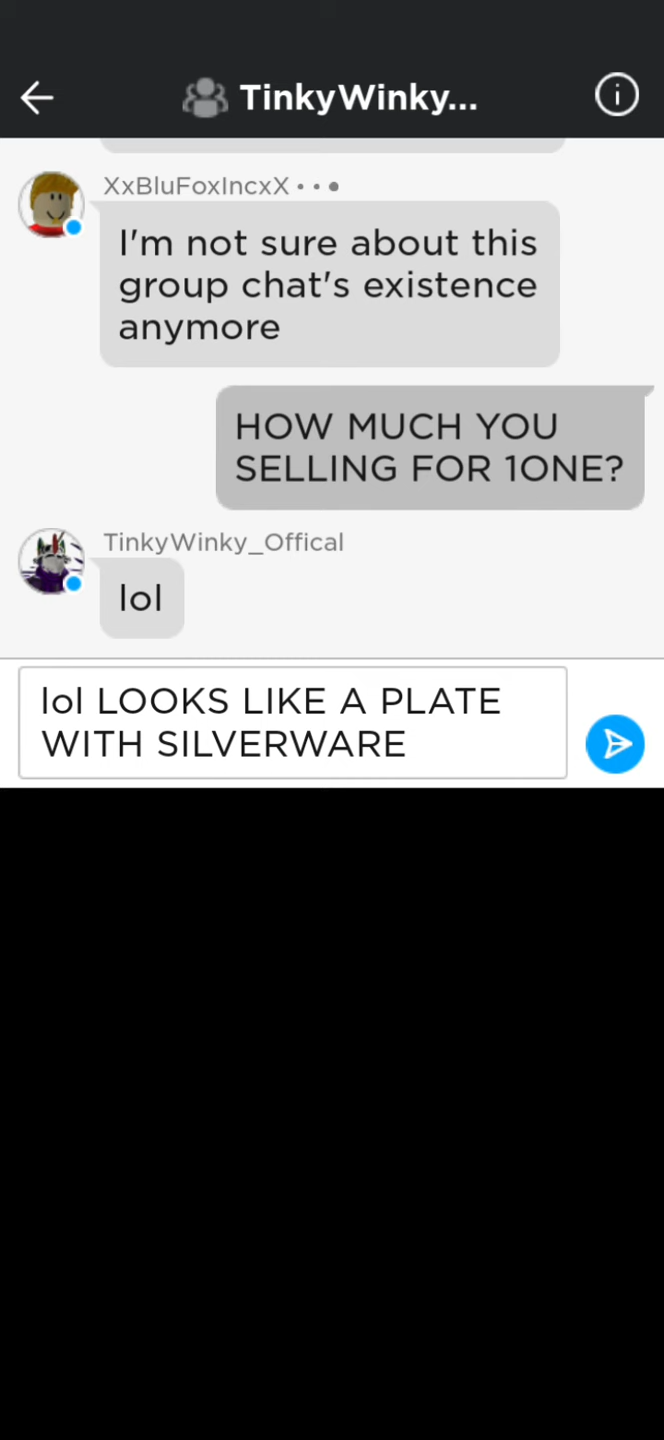 TinkyWinky...
XxBluFoxIncxX
I'm not sure about this
group chat's existence
anymore
HOW MUCH YOU
SELLING FOR 1ONE?
TinkyWinky_Offical
lol
lol LOOKS LIKE A PLATE
WITH SILVERWARE